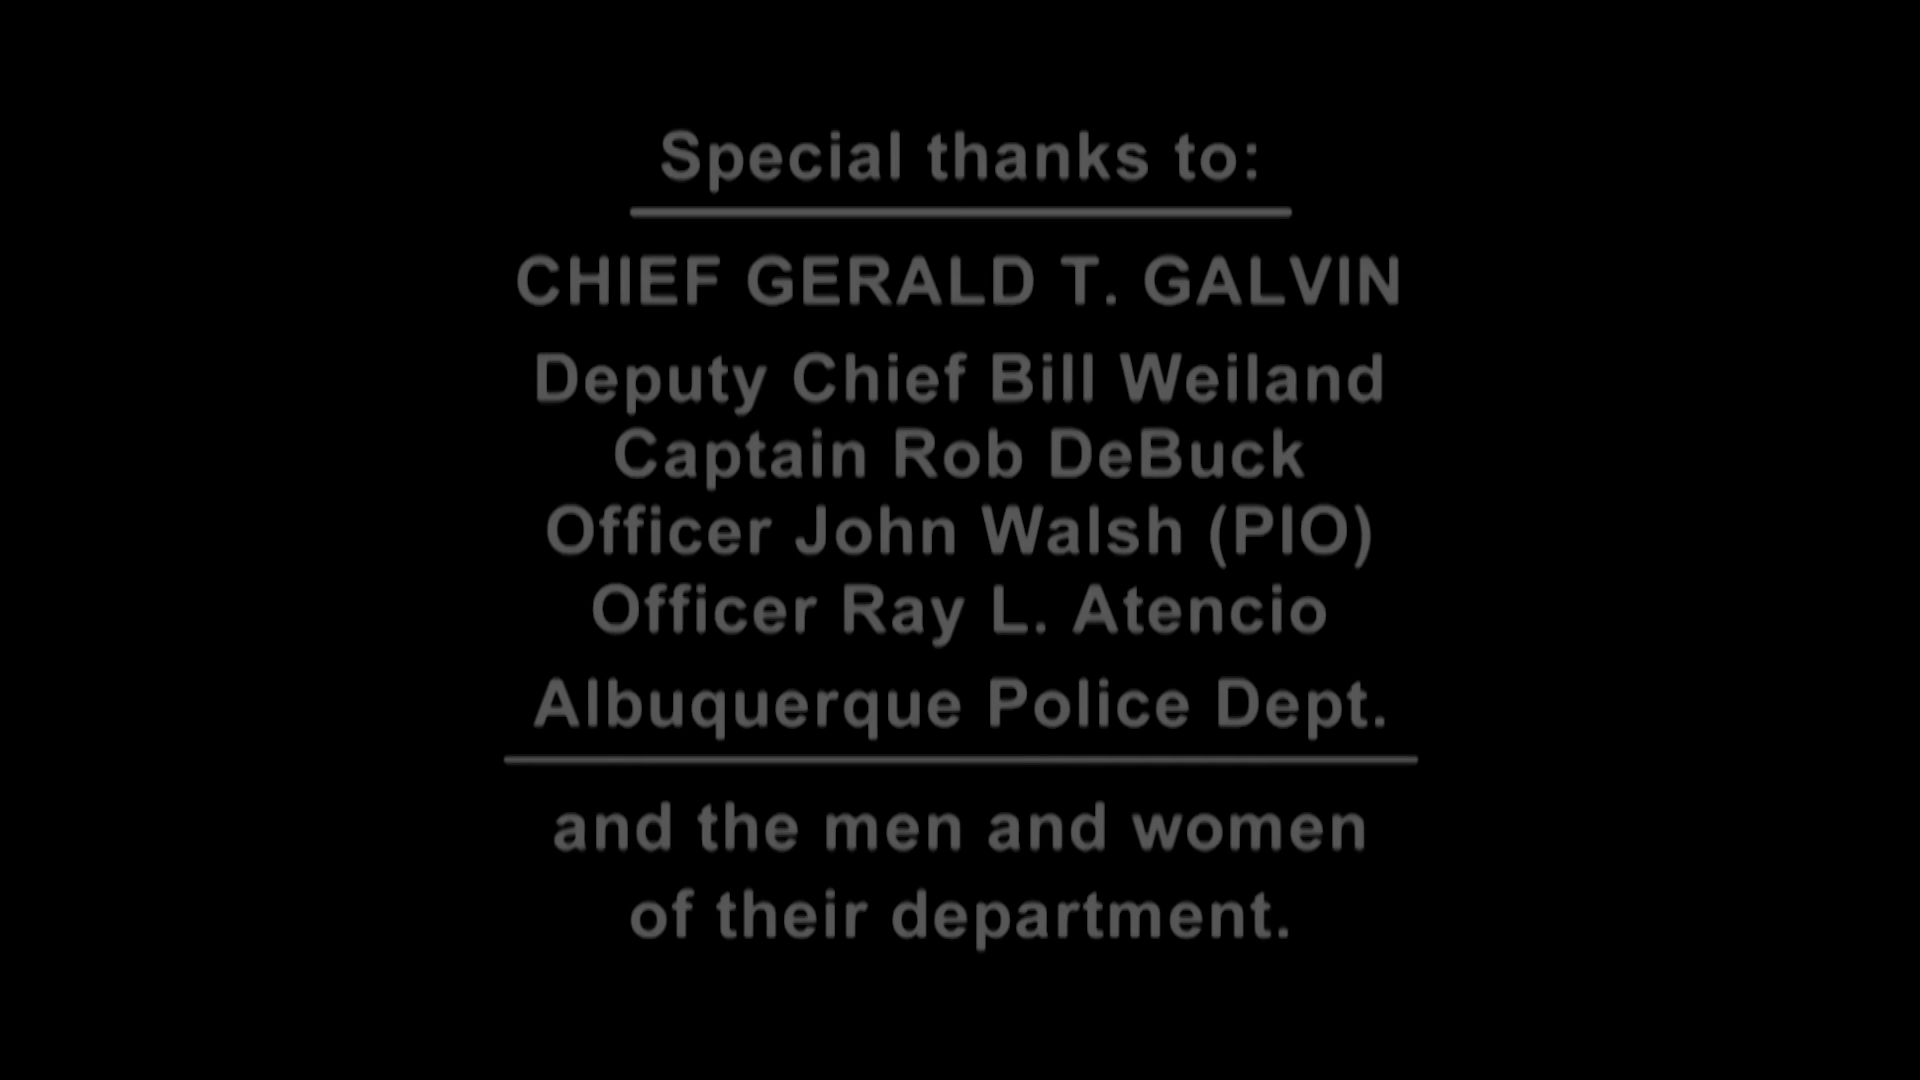 Special thanks to:
CHIEF GERALD T. GALVIN
Deputy Chief Bill Weiland
Captain Rob DeBuck
Officer John Walsh (PIO)
Officer Ray L. Atencio
Albuquerque Police Dept.
and the men and women
of their department.